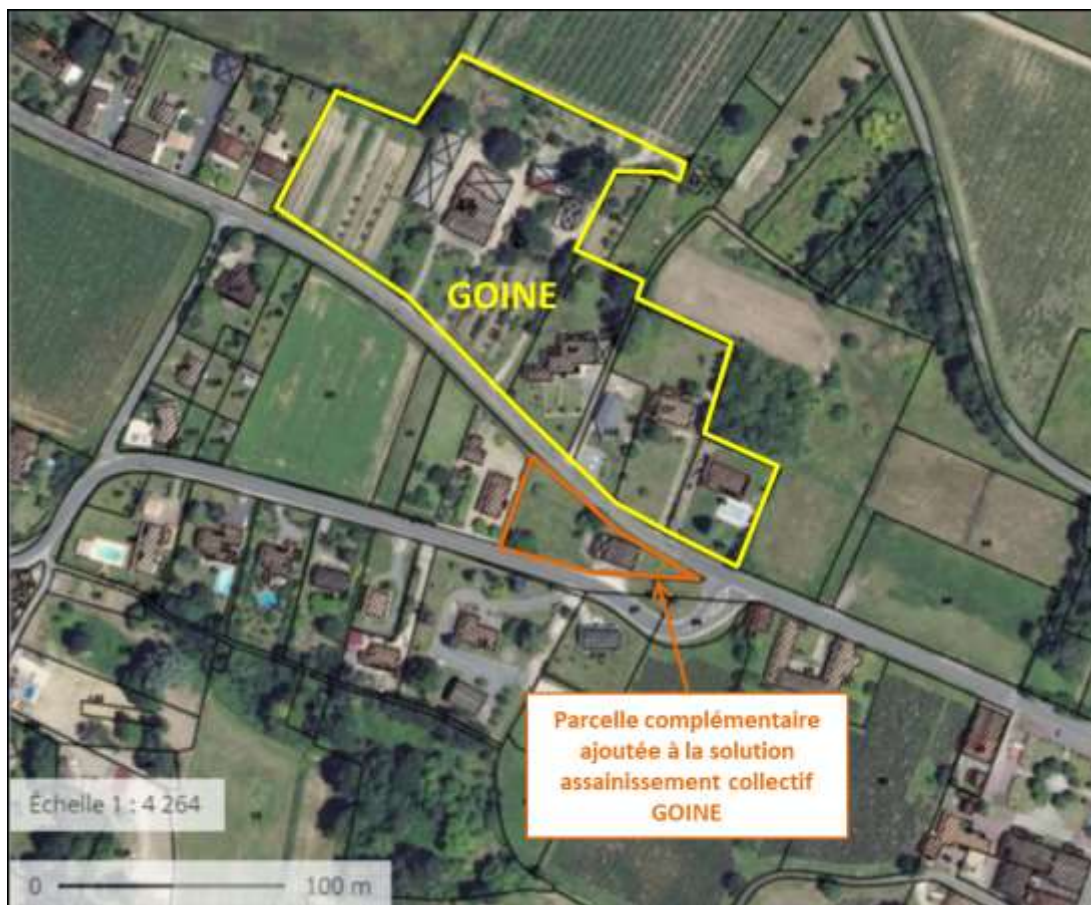 GOINE
Parcelle complémentaire
ajoutée à la solution
assainissement collectif
GOINE
Échelle 1 : 4 264
0 100 m